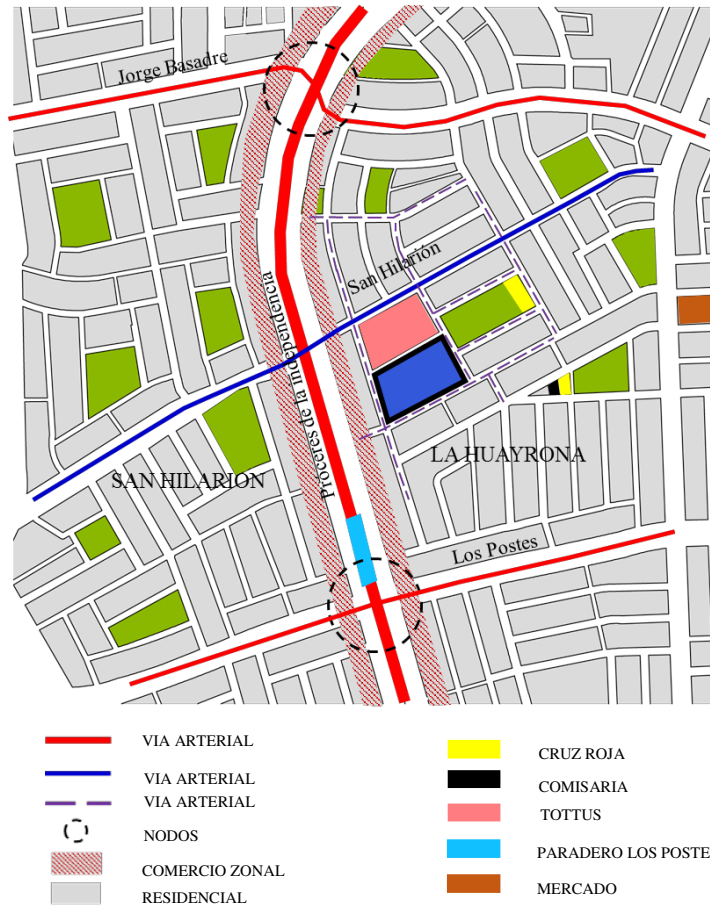 Jorge Basadre
San Hilarión
Próceres de la independencia
SAN HILARION
LA HUAYRONA
Los Postes
VIA ARTERIAL
VIA ARTERIAL
VIA ARTERIAL
NODOS
COMERCIO ZONAL
RESIDENCIAL
CRUZ ROJA
COMISARIA
TOTTUS
PARADERO LOS POSTE
MERCADO